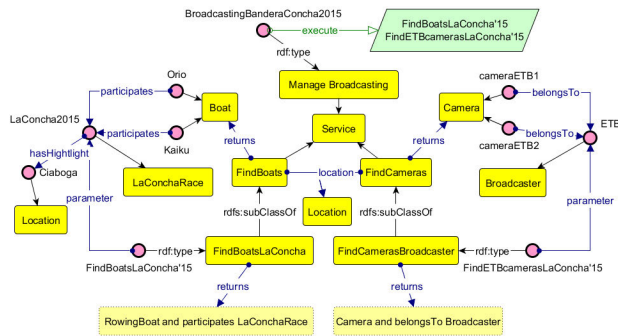 BroadcastingBanderaConcha2015
execute
FindBoatsLaConcha'15
FindETBcamerasLaConcha'15
rdf:type
Manage Broadcasting
Orio
participates
Boat
LaConcha2015
participates
Kaiku
hasHightlight
Ciaboga
LaConchaRace
Location
parameter
returns
Service
returns
FindBoats
location
FindCameras
Location
Camera
cameraETB1
belongsTo
ETB
belongsTo
cameraETB2
Broadcaster
parameter
rdfs:subClassOf
rdfs:subClassOf
rdf:type
FindBoatsLaConcha'15
FindBoatsLaConcha
FindCamerasBroadcaster
rdf:type
FindETBcamerasLaConcha'15
returns
returns
RowingBoat and participates LaConchaRace
Camera and belongsTo Broadcaster